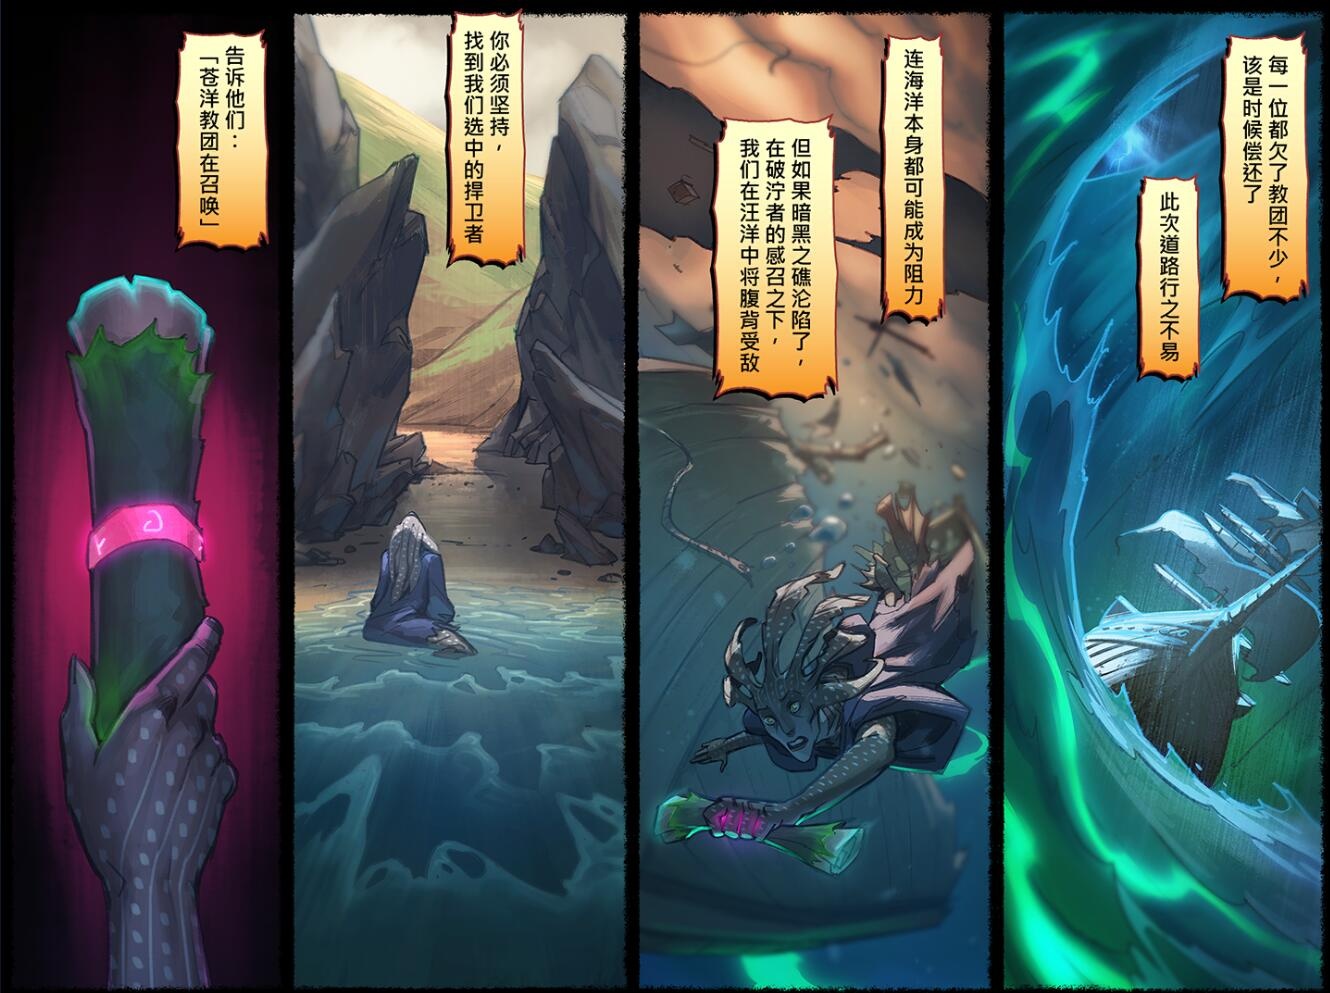 每一位都欠了教团不少，
该是时候偿还了
此次道路行之不易
连海洋本身都可能成为阻力
但如果暗黑之礁沦陷了，
在破泞者的感召之下，
我们在汪洋中将腹背受敌
你必须坚持，
找到我们选中的捍卫者
告诉他们：
「苍洋教团在召唤」